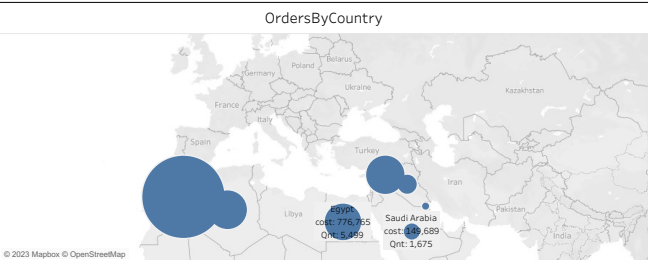 OrdersByCountry
Belarus
Poland
Germany
Ukraine
Kazakhstan
France
Italy
Spain
Turkey
Iran
Egypt
Libya
cost: 776,765
Qnt: 5,499
Saudi Arabia
cost: 149,689
Qnt: 1,675
Pakistan
India
© 2023 Mapbox © OpenStreetMap